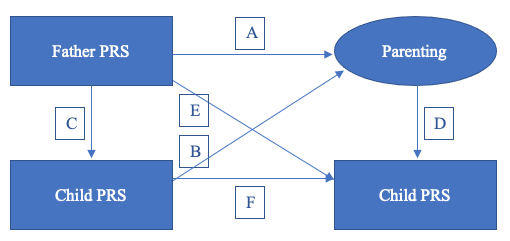 Father PRS
A
Parenting
C
E
D
B
Child PRS
F
Child PRS